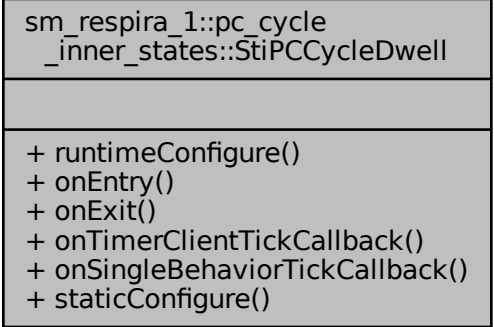 sm_respira_1::pc_cycle
_inner_states::StiPCCycleDwell
+ runtimeConfigure()
+ onEntry()
+ onExit()
+ onTimerClientTickCallback()
+ onSingleBehaviorTickCallback()
+ staticConfigure()